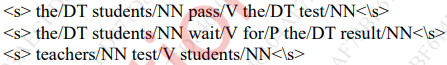 <s> the/DT students/NN pass/V the/DT test/NN<\s>
<s> the/DT students/NN wait/V for/P the/DT result/NN<\s>
<s> teachers/NN test/V students/NN<\s>